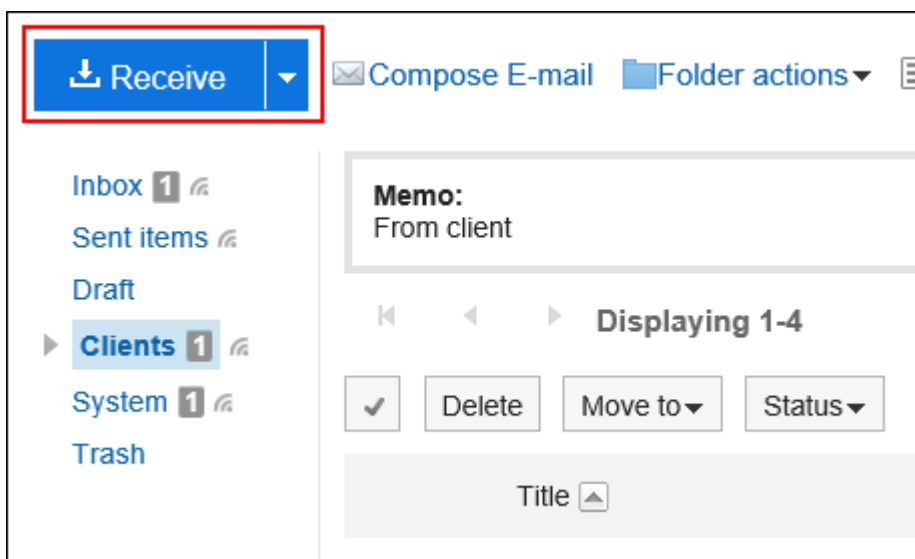 Receive
Compose E-mail
Folder actions
Inbox 1
Sent items
Draft
Clients 1
System 1
Trash
Memo:
From client
Displaying 1-4
Delete
Move to
Status
Title